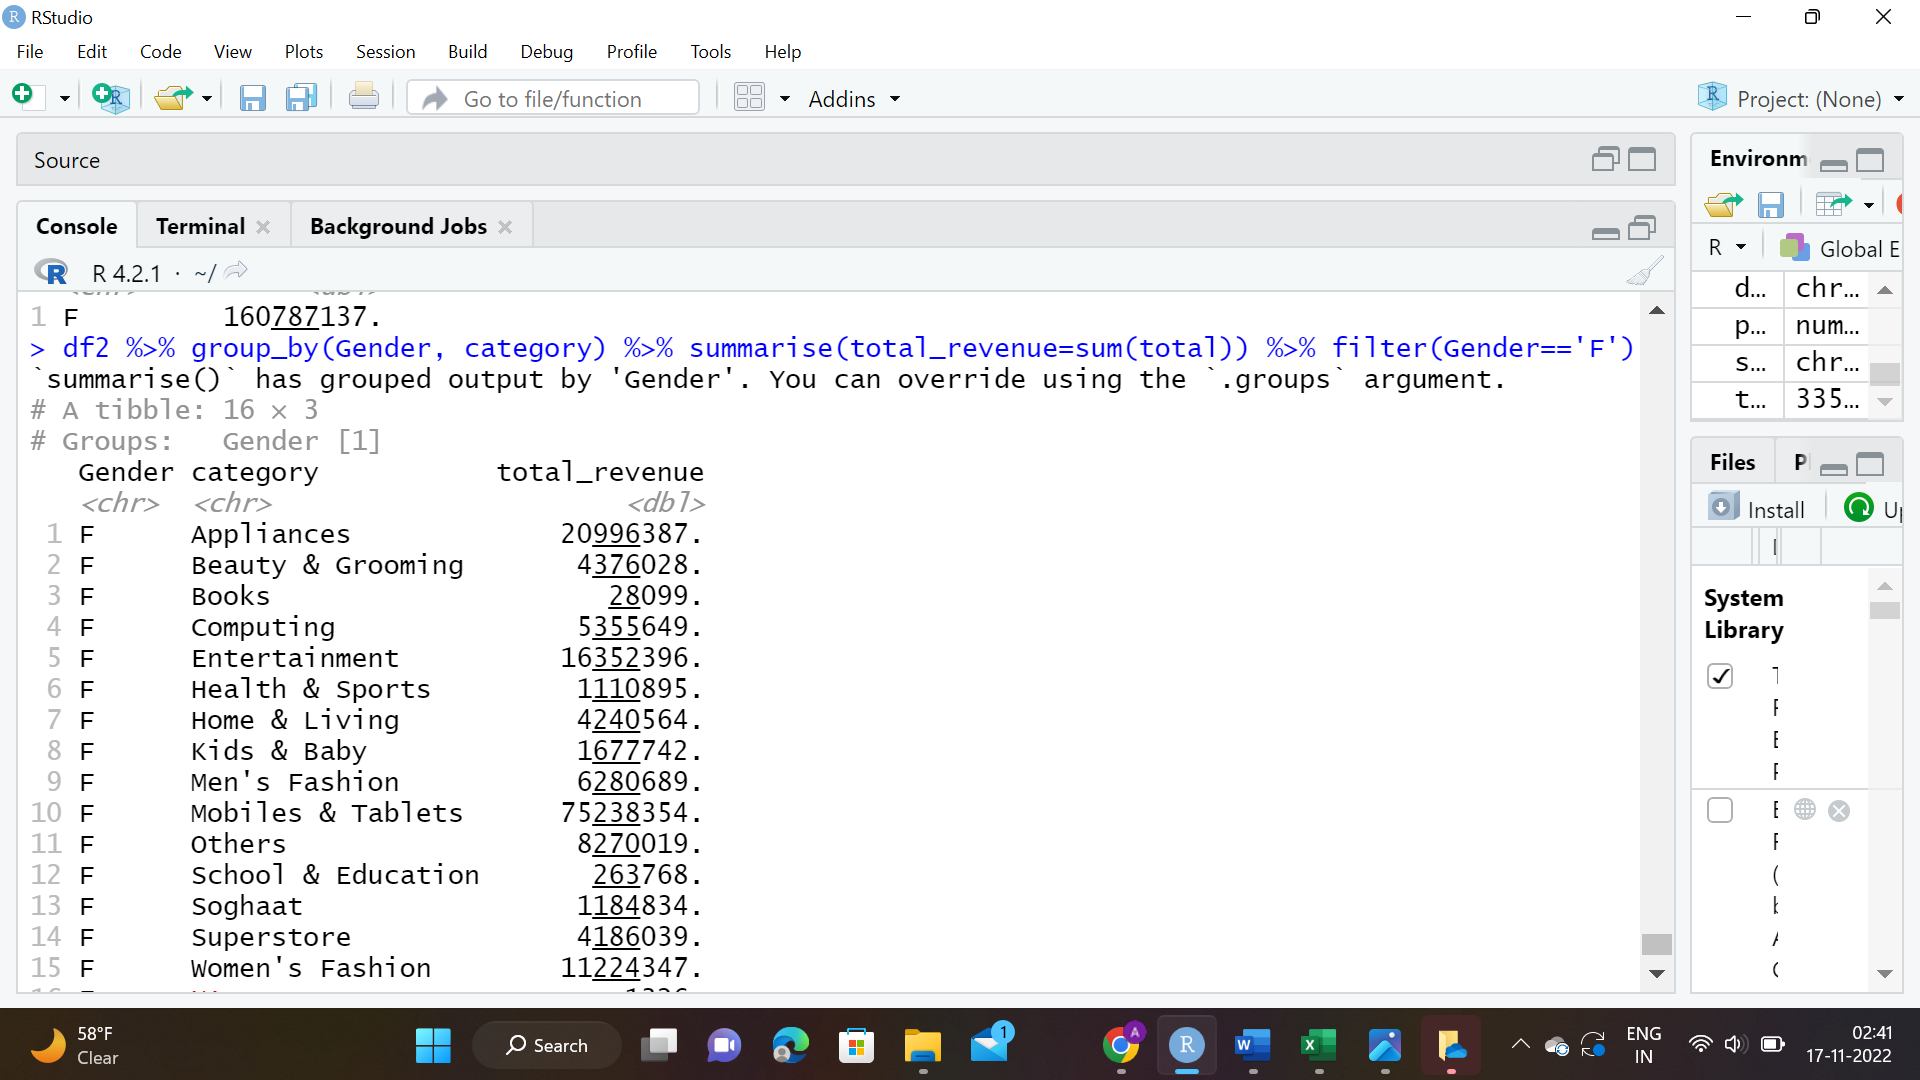 RStudio
File Edit Code View Plots Session Build Debug Profile Tools Help
Go to file/function Addins Project: (None)
Source
Console Terminal Background Jobs
R 4.2.1 · ~/
1 F 160787137.
> df2 %>% group_by(Gender, category) %>% summarise(total_revenue=sum(total)) %>% filter(Gender=='F')
`summarise()` has grouped output by 'Gender'. You can override using the `.groups` argument.
# A tibble: 16 × 3
# Groups: Gender [1]
Gender category total_revenue
<chr> <chr> <dbl>
1 F Appliances 20996387.
2 F Beauty & Grooming 4376028.
3 F Books 28099.
4 F Computing 5355649.
5 F Entertainment 16352396.
6 F Health & Sports 1110895.
7 F Home & Living 4240564.
8 F Kids & Baby 1677742.
9 F Men's Fashion 6280689.
10 F Mobiles & Tablets 75238354.
11 F Others 8270019.
12 F School & Education 263768.
13 F Soghaat 1184834.
14 F Superstore 4186039.
15 F Women's Fashion 11224347.
Environm
R Global E
d... chr...
p... num...
s... chr...
t... 335...
Files P
Install Up
System
Library
58°F
Clear
Search
1
A
ENG
IN
02:41
17-11-2022